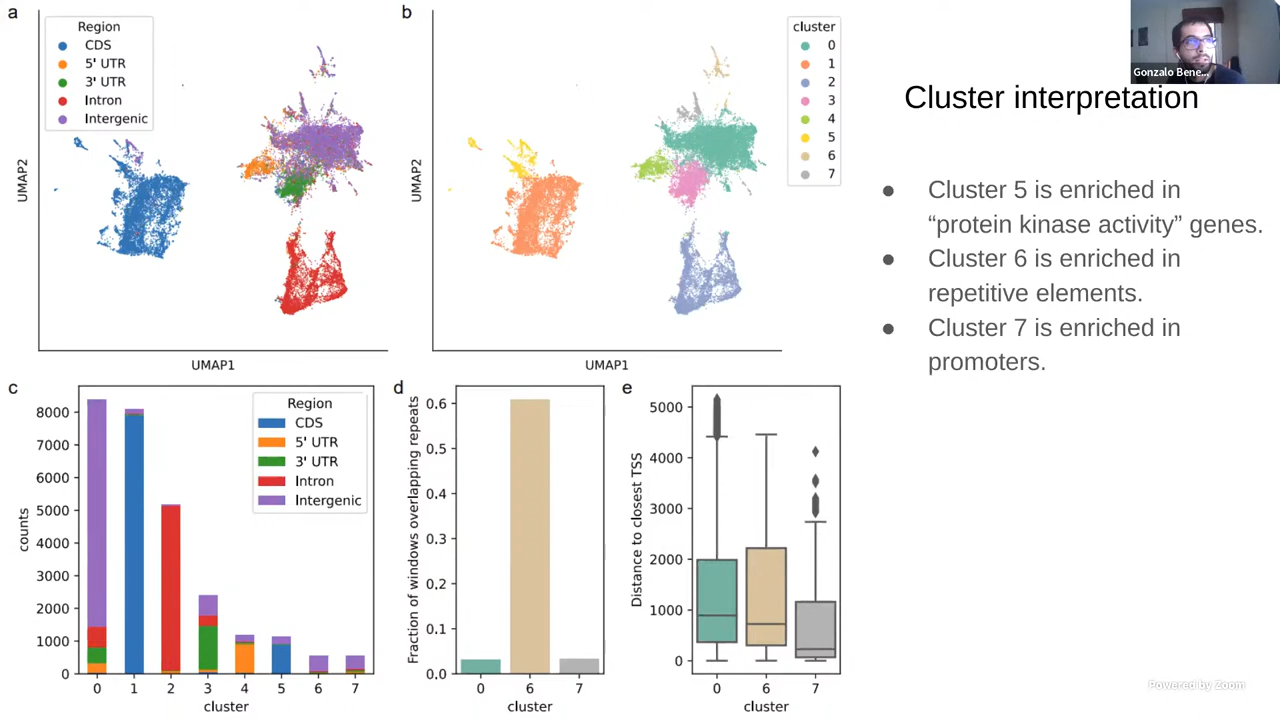 a
Region
CDS
5' UTR
3' UTR
Intron
Intergenic
UMAP2
UMAP1
b
cluster
0
1
2
3
4
5
6
7
UMAP2
UMAP1
Gonzalo Bene...
Cluster interpretation
● Cluster 5 is enriched in
“protein kinase activity” genes.
● Cluster 6 is enriched in
repetitive elements.
● Cluster 7 is enriched in
promoters.
c
Region
CDS
5' UTR
3' UTR
Intron
Intergenic
counts
8000
7000
6000
5000
4000
3000
2000
1000
0
0 1 2 3 4 5 6 7
cluster
d
Fraction of windows overlapping repeats
0.6
0.5
0.4
0.3
0.2
0.1
0.0
0 6 7
cluster
e
Distance to closest TSS
5000
4000
3000
2000
1000
0
0 6 7
cluster
Powered by Zoom